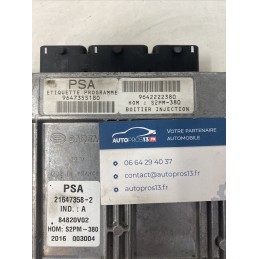 PSA
ETIQUETTE PROGRAMME
9647355180
9642222380
HOM : S2PM-380
BOITIER INJECTION
AUTOPROS13.FR
VOTRE PARTENAIRE
AUTOMOBILE
06 64 29 40 37
contact@autopros13.fr
autopros13.fr
SAGEM
PSA
21647358-2
IND.: A
84820V02
HOM: S2PM-380
2016 003004